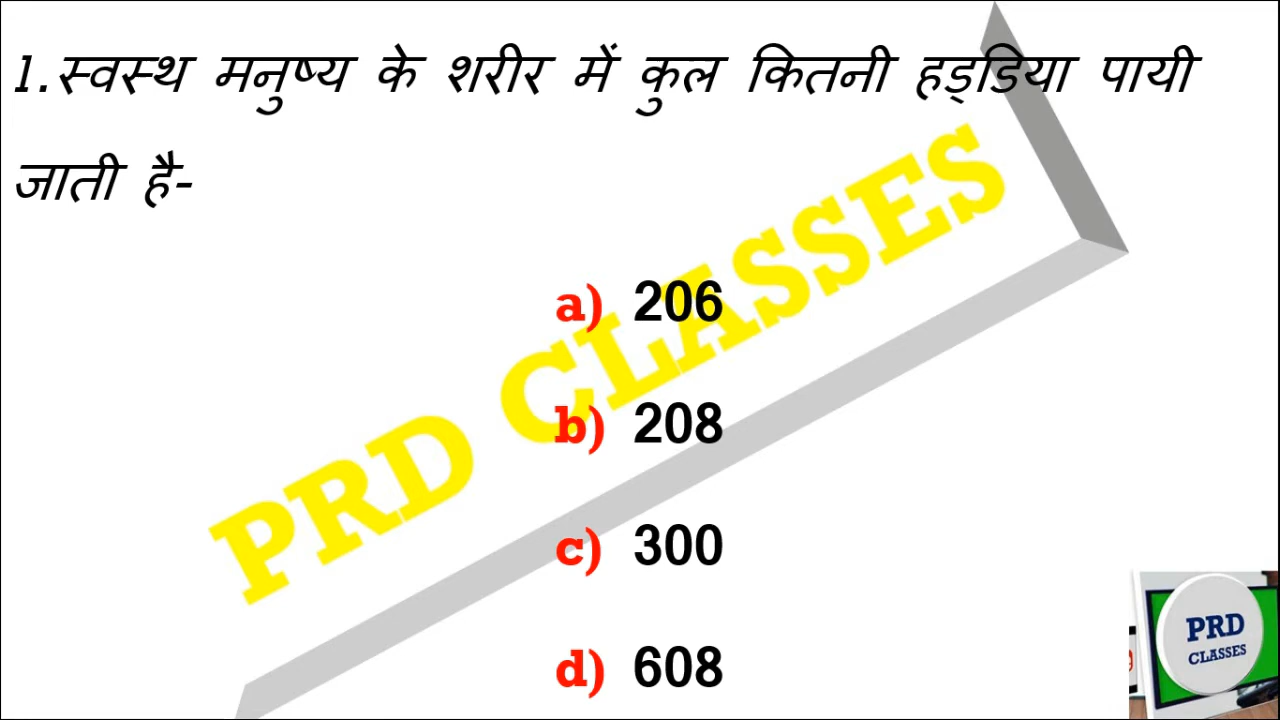 1.स्वस्थ मनुष्य के शरीर में कुल कितनी हड्डिया पायी
जाती है-
a) 206
b) 208
c) 300
d) 608
PRD CLASSES
PRD
CLASSES